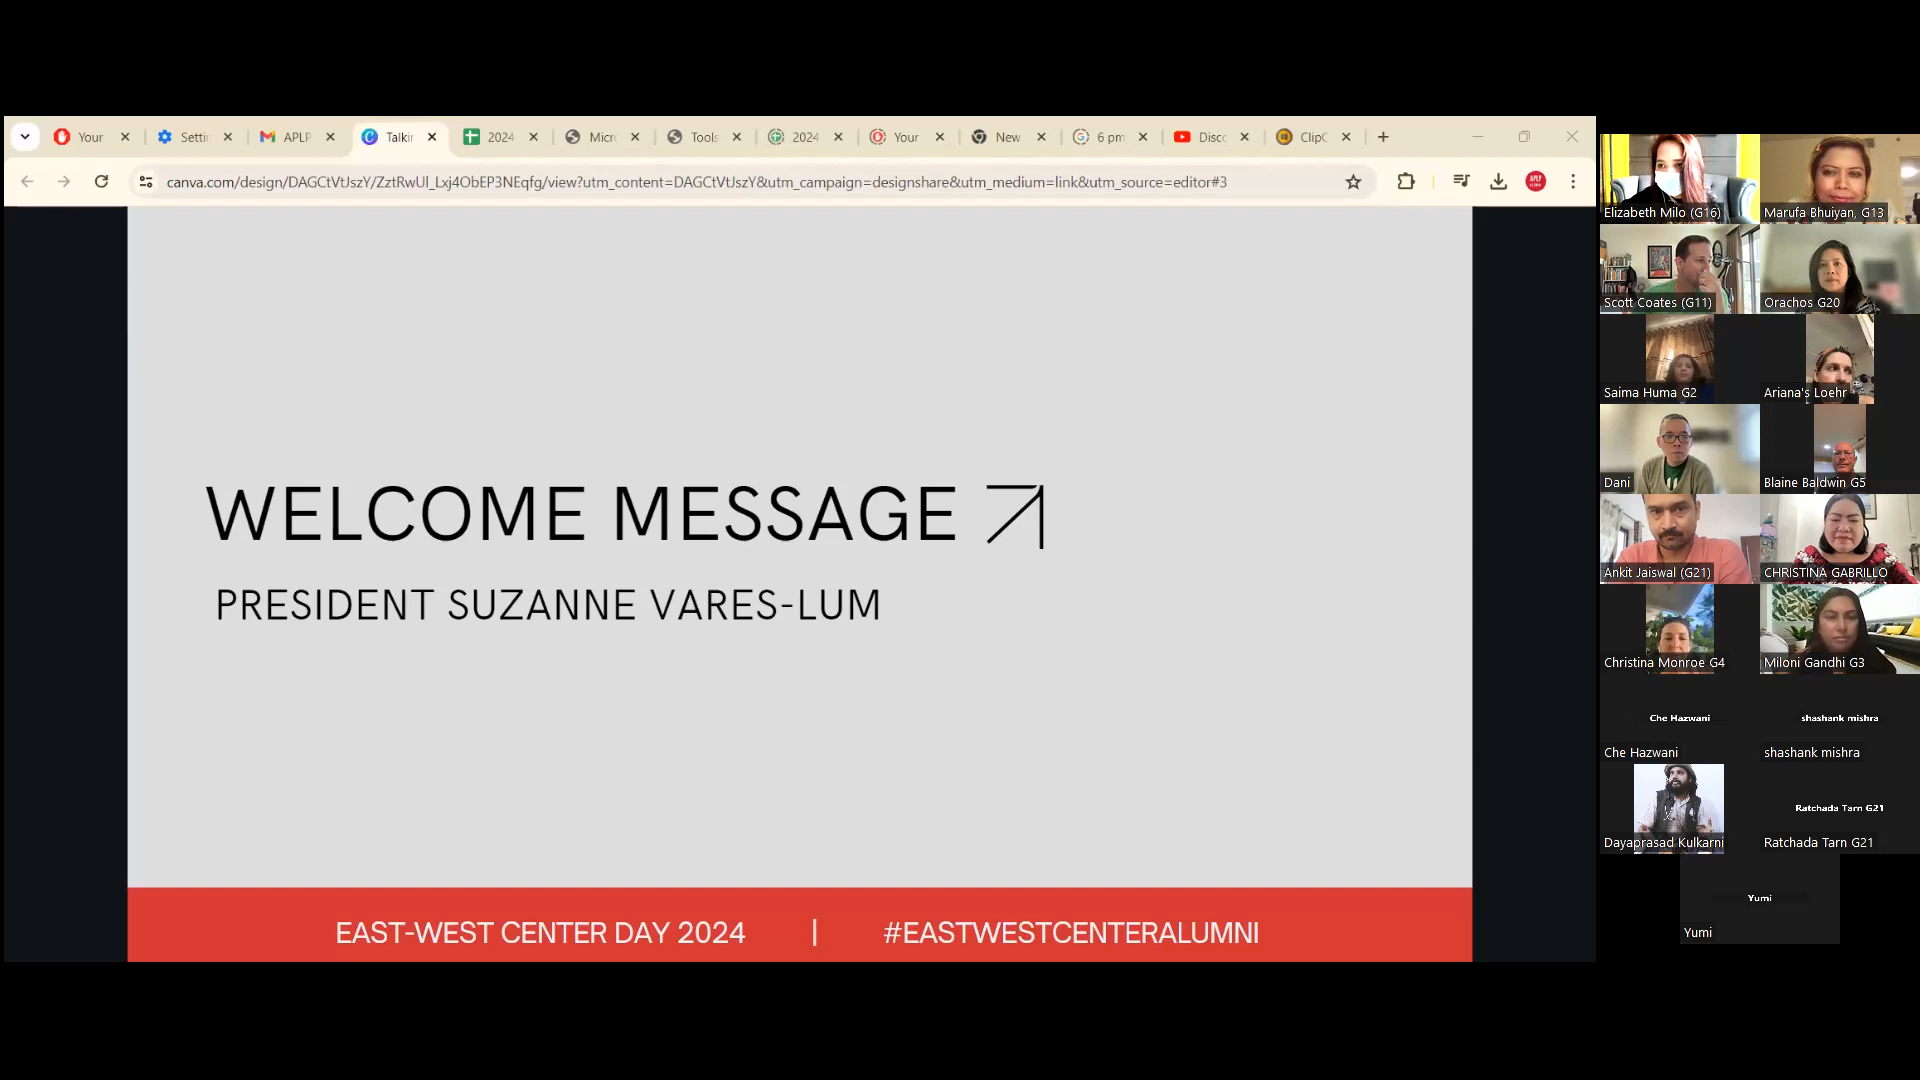 Your
Setti
APLP
Talkir
2024
Micr
Tools
2024
Your
New
6 pm
Disc
ClipC
canva.com/design/DAGCtVtJszY/ZztRwUl_Lxj4ObEP3NEqfg/view?utm_content=DAGCtVtJszY&utm_campaign=designshare&utm_medium=link&utm_source=editor#3
WELCOME MESSAGE
PRESIDENT SUZANNE VARES-LUM
EAST-WEST CENTER DAY 2024 | #EASTWESTCENTERALUMNI
Elizabeth Milo (G16)
Marufa Bhuiyan, G13
Scott Coates (G11)
Orachos G20
Saima Huma G2
Ariana's Loehr
Dani
Blaine Baldwin G5
Ankit Jaiswal (G21)
CHRISTINA GABRILLO
Christina Monroe G4
Miloni Gandhi G3
Che Hazwani
Che Hazwani
shashank mishra
shashank mishra
Dayaprasad Kulkarni
Ratchada Tarn G21
Ratchada Tarn G21
Yumi
Yumi